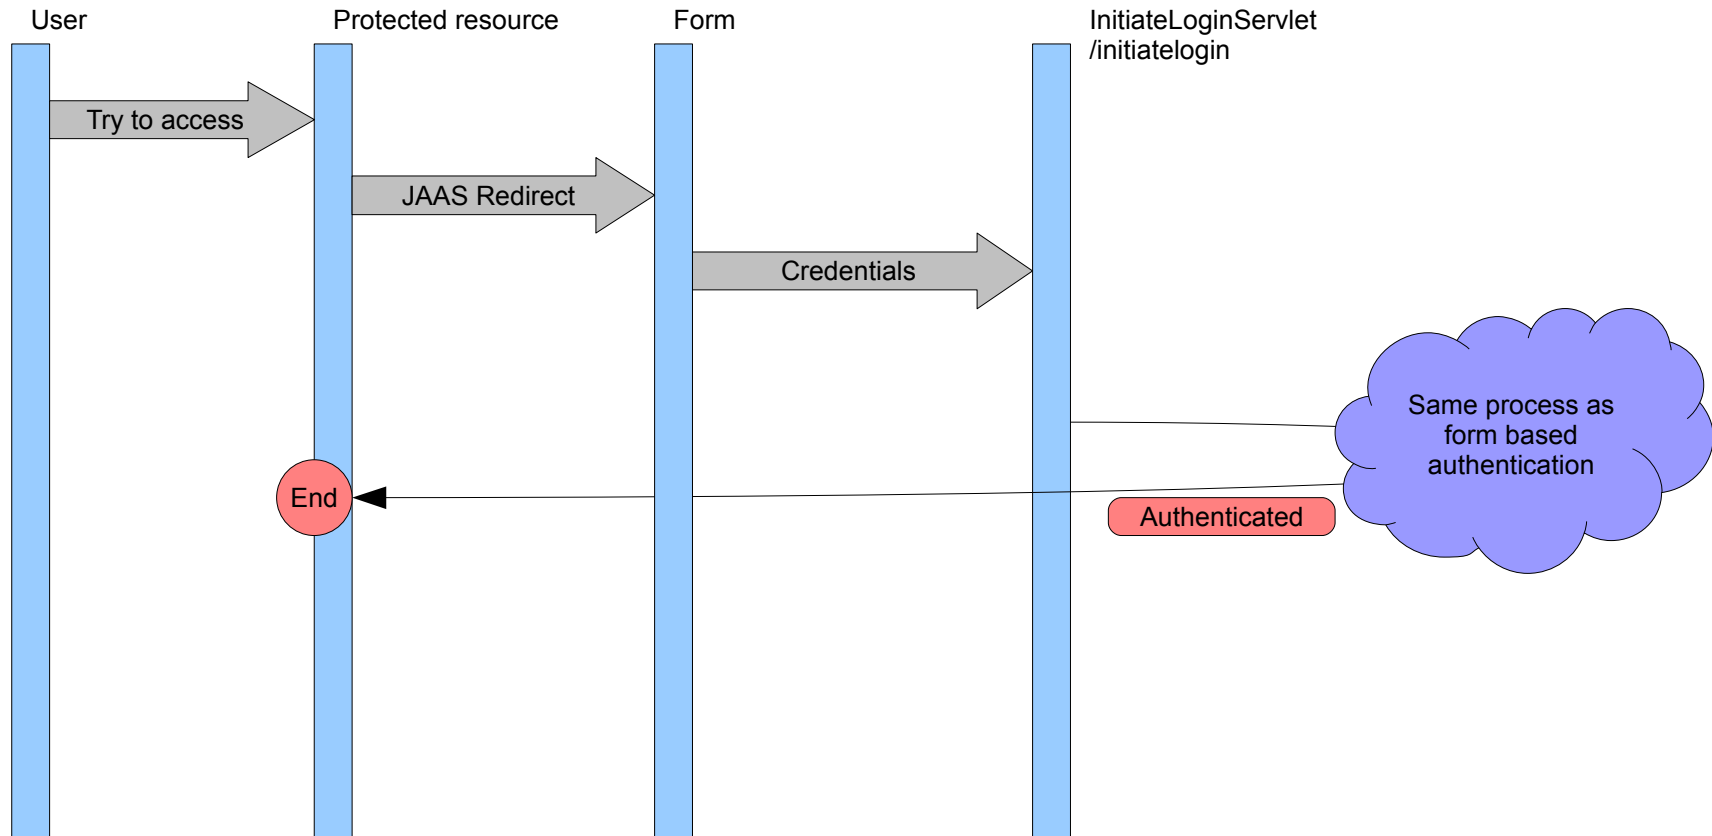 User
Protected resource
Form
InitiateLoginServlet
/initiatelogin
Try to access
JAAS Redirect
Credentials
Same process as
form based
authentication
End
Authenticated